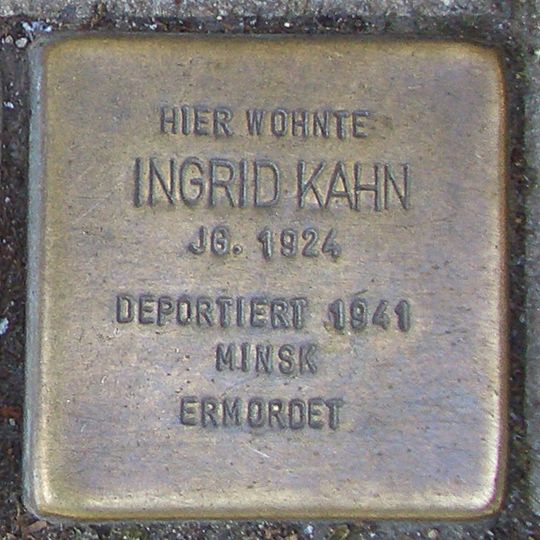 HIER WOHNTE
INGRID KAHN
JG. 1924
DEPORTIERT 1941
MINSK
ERMORDET